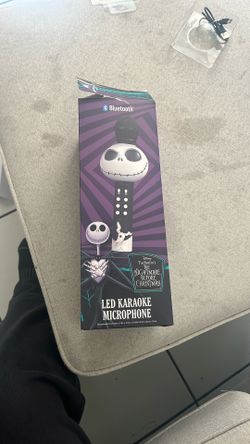 Bluetooth
Disney
Tim Burton's
THE
NIGHTMARE
BEFORE
CHRISTMAS
LED KARAOKE
MICROPHONE